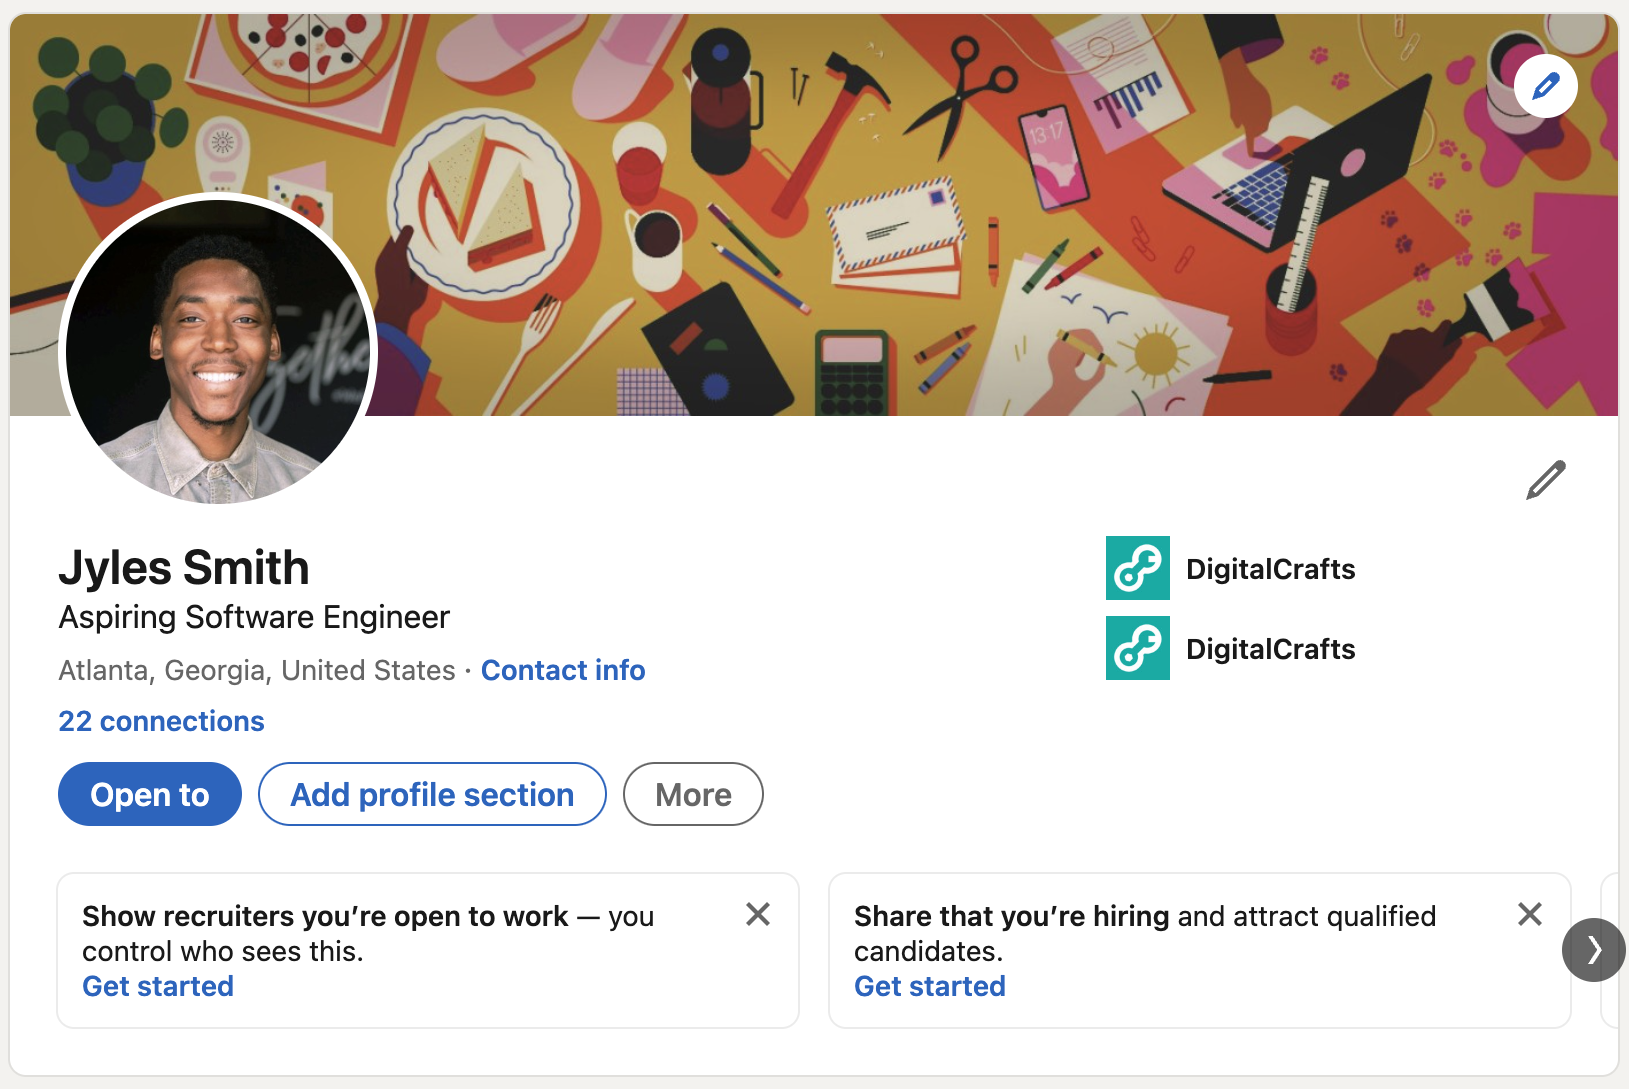 13:17
Jyles Smith
Aspiring Software Engineer
Atlanta, Georgia, United States · Contact info
22 connections
DigitalCrafts
DigitalCrafts
Open to
Add profile section
More
Show recruiters you’re open to work — you
control who sees this.
Get started
Share that you’re hiring and attract qualified
candidates.
Get started